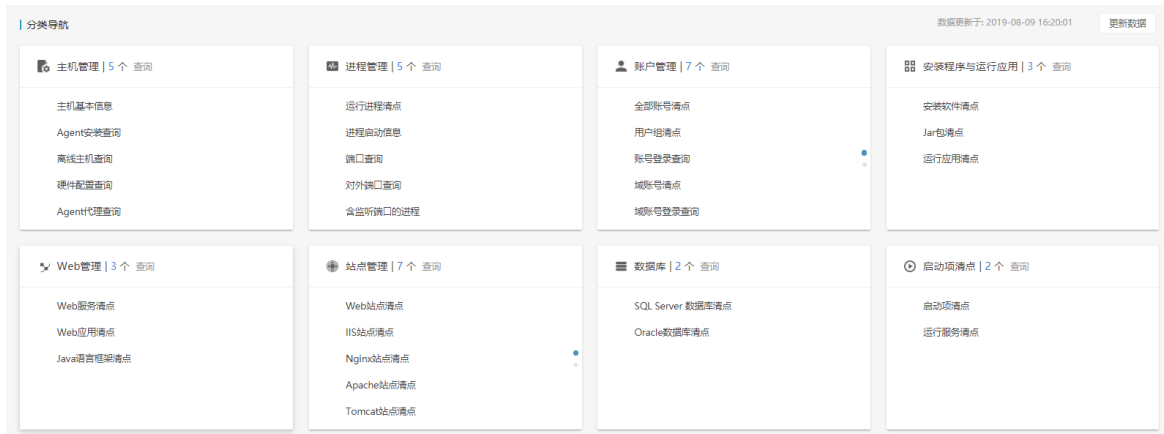 分类导航
数据更新于: 2019-08-09 16:20:01
更新数据
主机管理 | 5 个 查询
主机基本信息
Agent安装查询
离线主机查询
硬件配置查询
Agent代理查询
进程管理 | 5 个 查询
运行进程清点
进程启动信息
端口查询
对外端口查询
含监听端口的进程
账户管理 | 7 个 查询
全部账号清点
用户组清点
账号登录查询
域账号清点
域账号登录查询
安装程序与运行应用 | 3 个 查询
安装软件清点
Jar包清点
运行应用清点
Web管理 | 3 个 查询
Web服务清点
Web应用清点
Java语言框架清点
站点管理 | 7 个 查询
Web站点清点
IIS站点清点
Nginx站点清点
Apache站点清点
Tomcat站点清点
数据库 | 2 个 查询
SQL Server 数据库清点
Oracle数据库清点
启动项清点 | 2 个 查询
启动项清点
运行服务清点